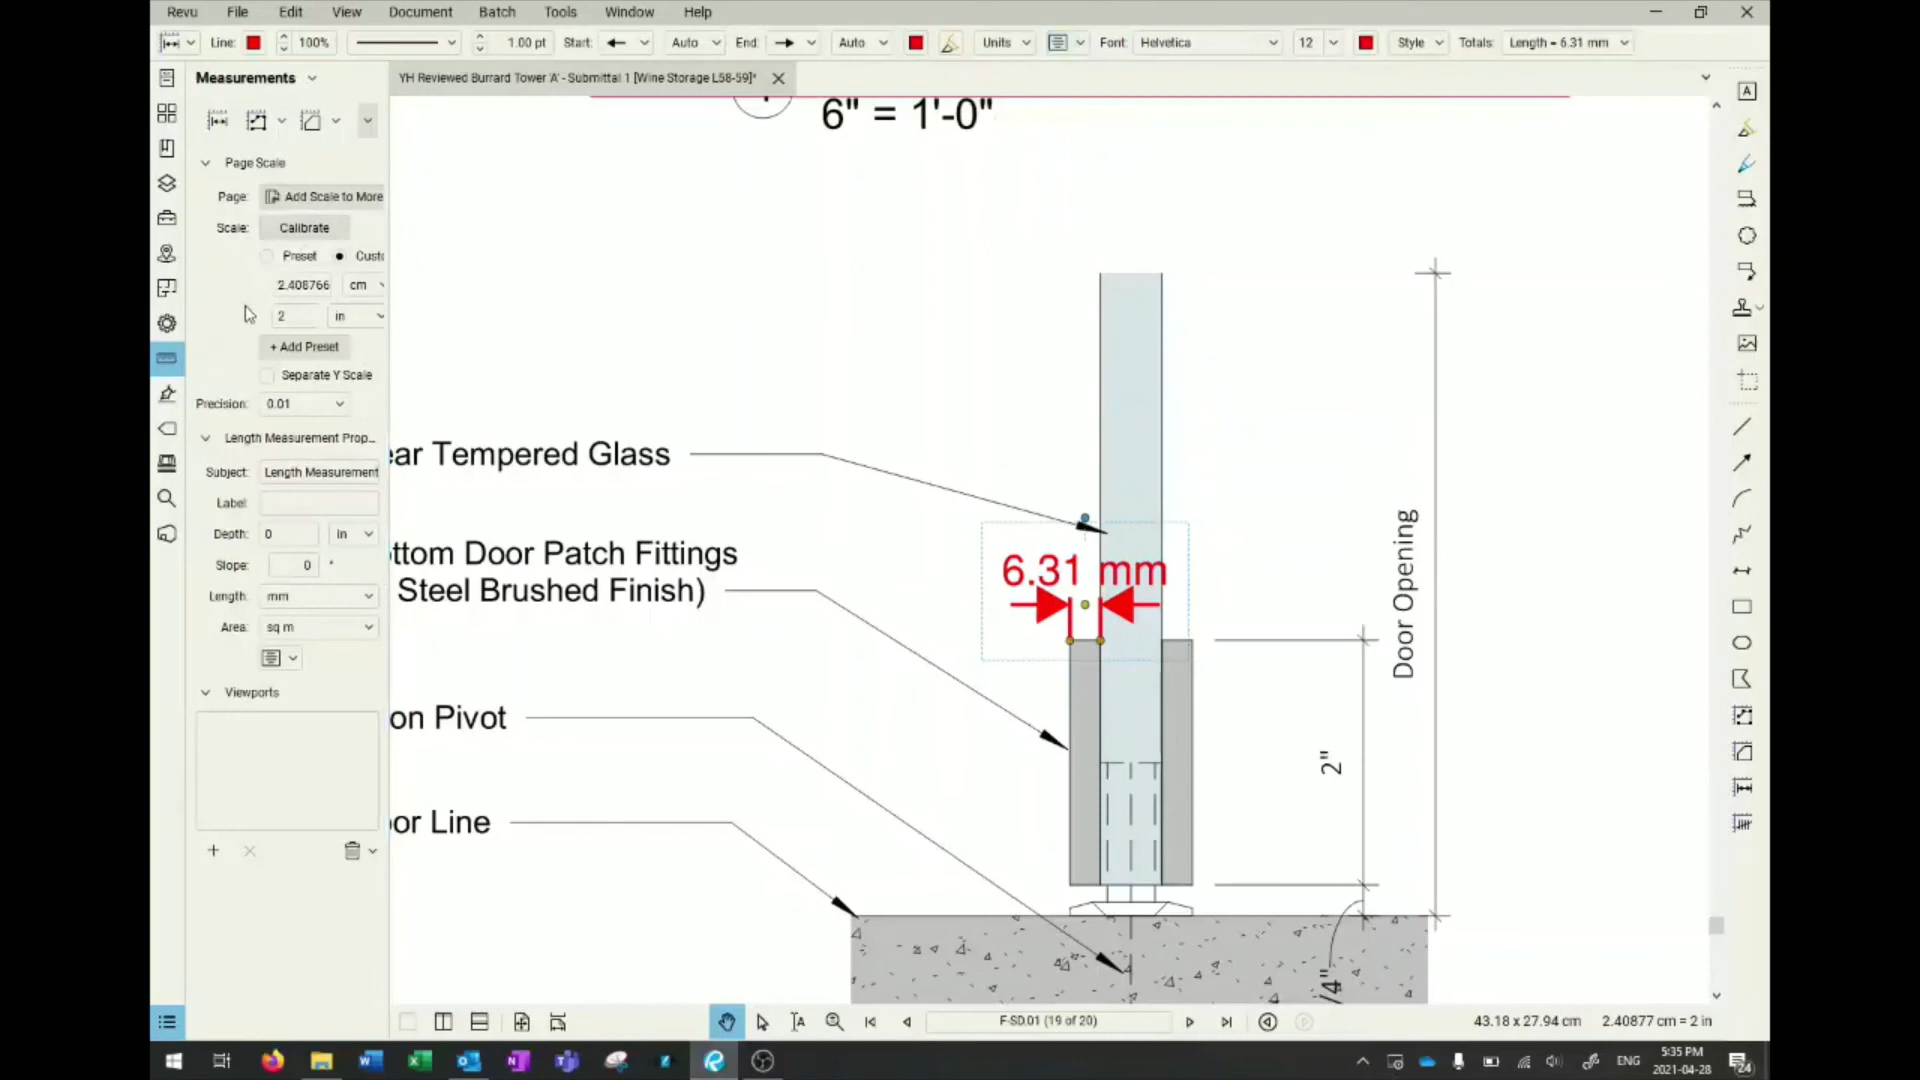 Revu File Edit View Document Batch Tools Window Help
Line: 100% 1.00 pt Start: Auto End: Auto Units Font: Helvetica 12 Style Totals: Length = 6.31 mm
Measurements
YH Reviewed Burrard Tower 'A' - Submittal 1 [Wine Storage L58-59]*
Page Scale
Page: Add Scale to More
Scale: Calibrate
Preset Custo
2.408766 cm
2 in
+ Add Preset
Separate Y Scale
Precision: 0.01
Length Measurement Prop...
Subject: Length Measurement
Label:
Depth: 0 in
Slope: 0 °
Length: mm
Area: sq m
Viewports
6" = 1'-0"
ear Tempered Glass
6.31 mm
ottom Door Patch Fittings
Steel Brushed Finish)
on Pivot
oor Line
Door Opening
2"
/4"
F-SD.01 (19 of 20)
43.18 x 27.94 cm 2.40877 cm = 2 in
ENG
5:35 PM
2021-04-28
24